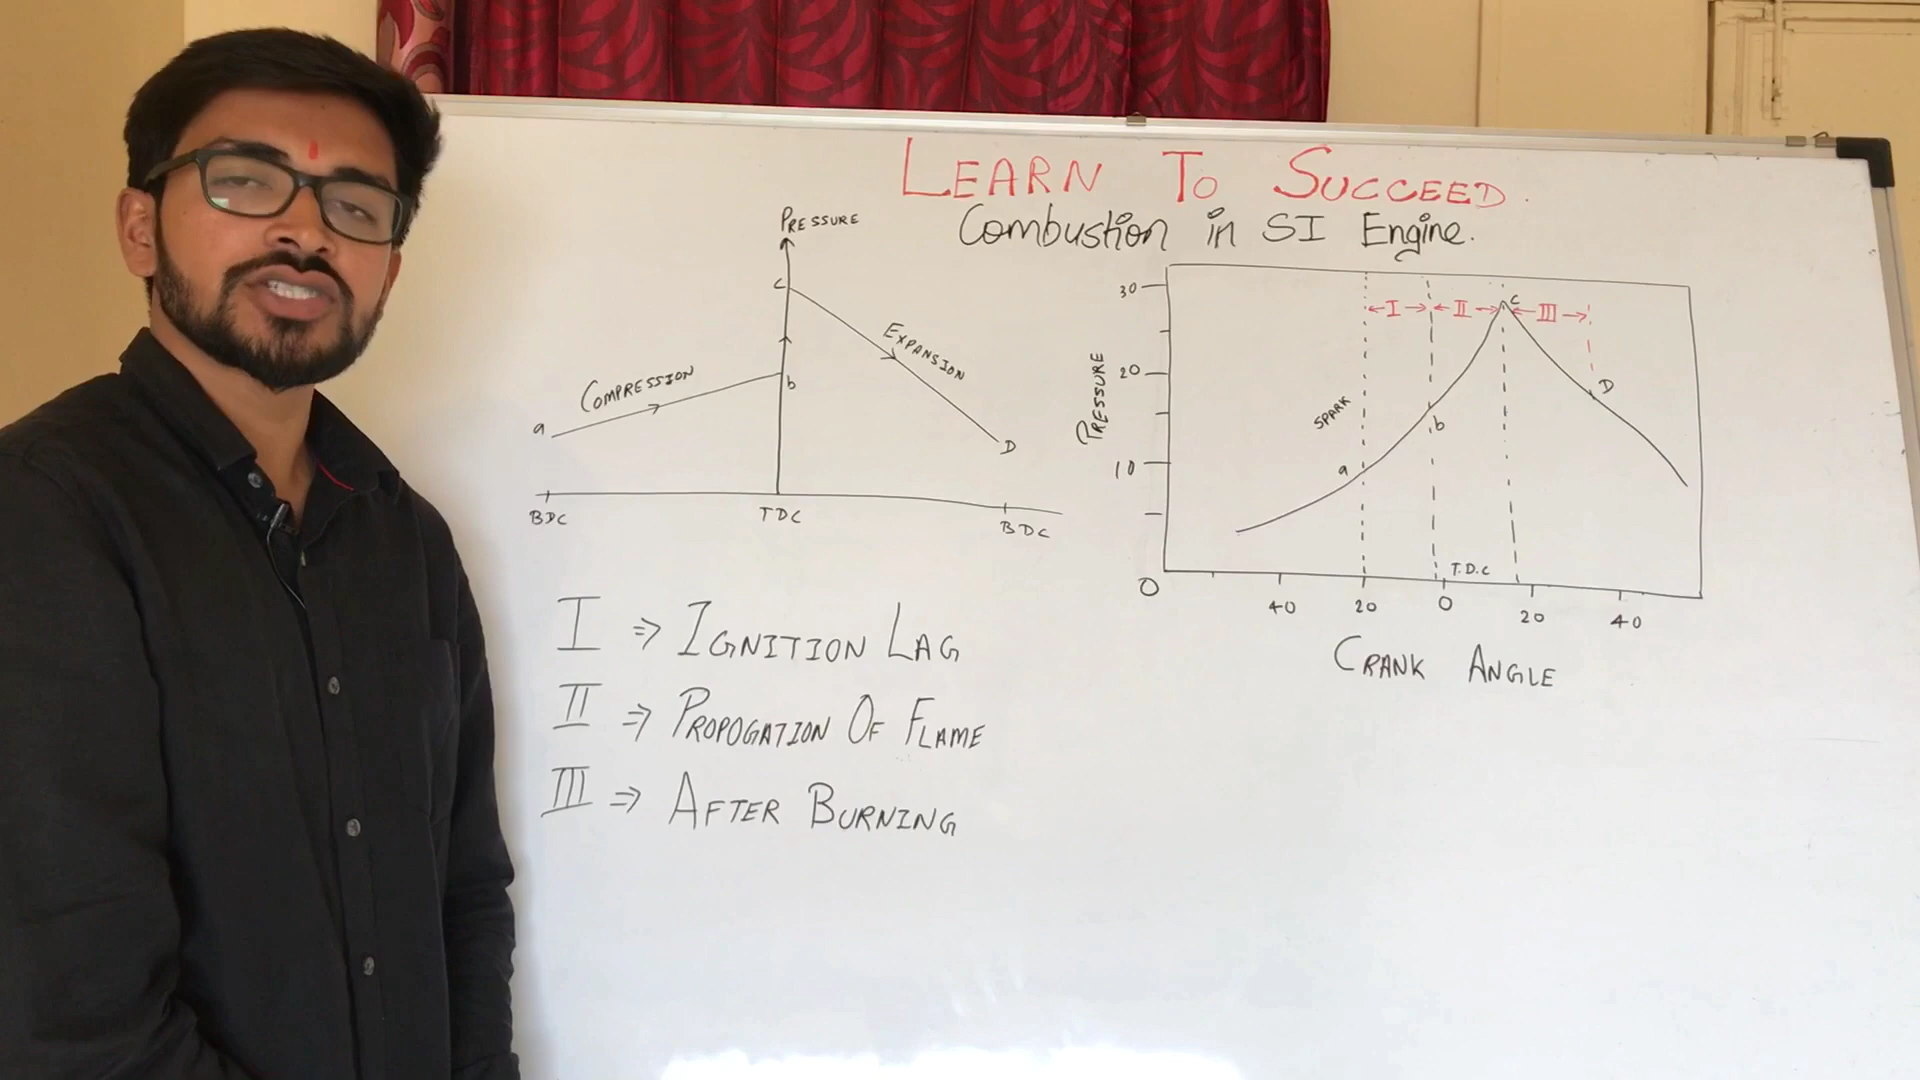 LEARN TO SUCCEED.
Combustion in SI Engine.
PRESSURE
C
EXPANSION
COMPRESSION
b
a
D
BDC
TDC
BDC
I ⇒ IGNITION LAG
II ⇒ PROPOGATION OF FLAME
III ⇒ AFTER BURNING
30
I
II
C
III
PRESSURE
20
D
SPARK
b
10
a
T.D.C
O
40
20
0
20
40
CRANK ANGLE